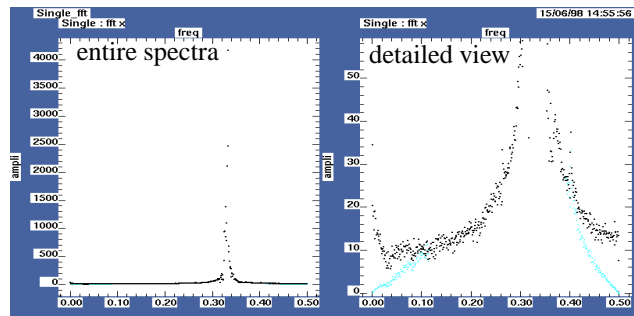 Single_fft
15/06/98 14:55:56
Single : fft x
freq
entire spectra
4000
3500
3000
2500
2000
1500
1000
500
0
ampli
0.00 0.10 0.20 0.30 0.40 0.50
Single : fft x
freq
detailed view
50
40
30
20
10
0
ampli
0.00 0.10 0.20 0.30 0.40 0.50